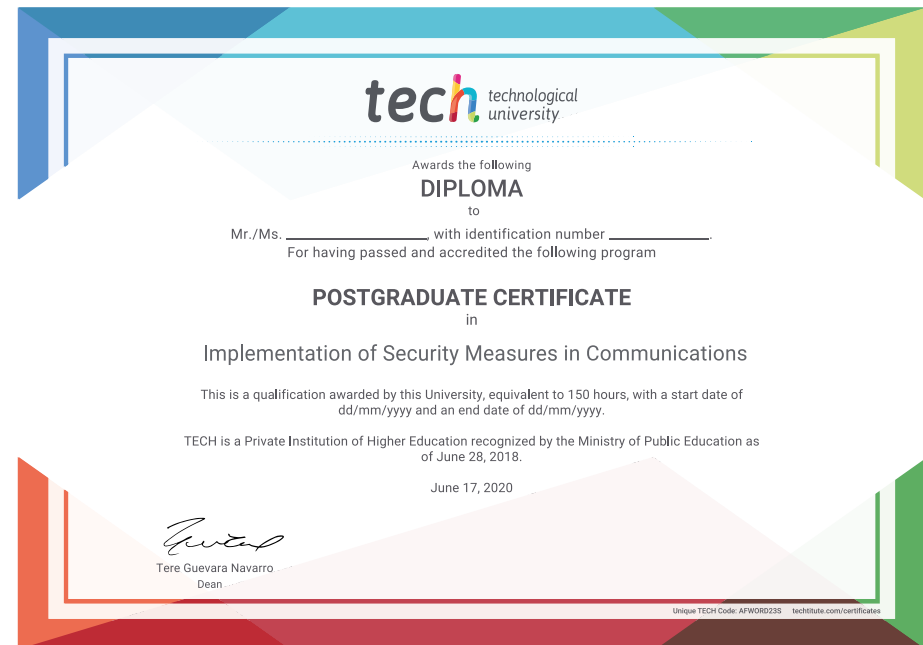 tech technological
university
Awards the following
DIPLOMA
to
Mr./Ms. ____________________, with identification number ______________.
For having passed and accredited the following program
POSTGRADUATE CERTIFICATE
in
Implementation of Security Measures in Communications
This is a qualification awarded by this University, equivalent to 150 hours, with a start date of
dd/mm/yyyy and an end date of dd/mm/yyyy.
TECH is a Private Institution of Higher Education recognized by the Ministry of Public Education as
of June 28, 2018.
June 17, 2020
Tere Guevara Navarro
Dean
Unique TECH Code: AFWORD23S techtitute.com/certificates